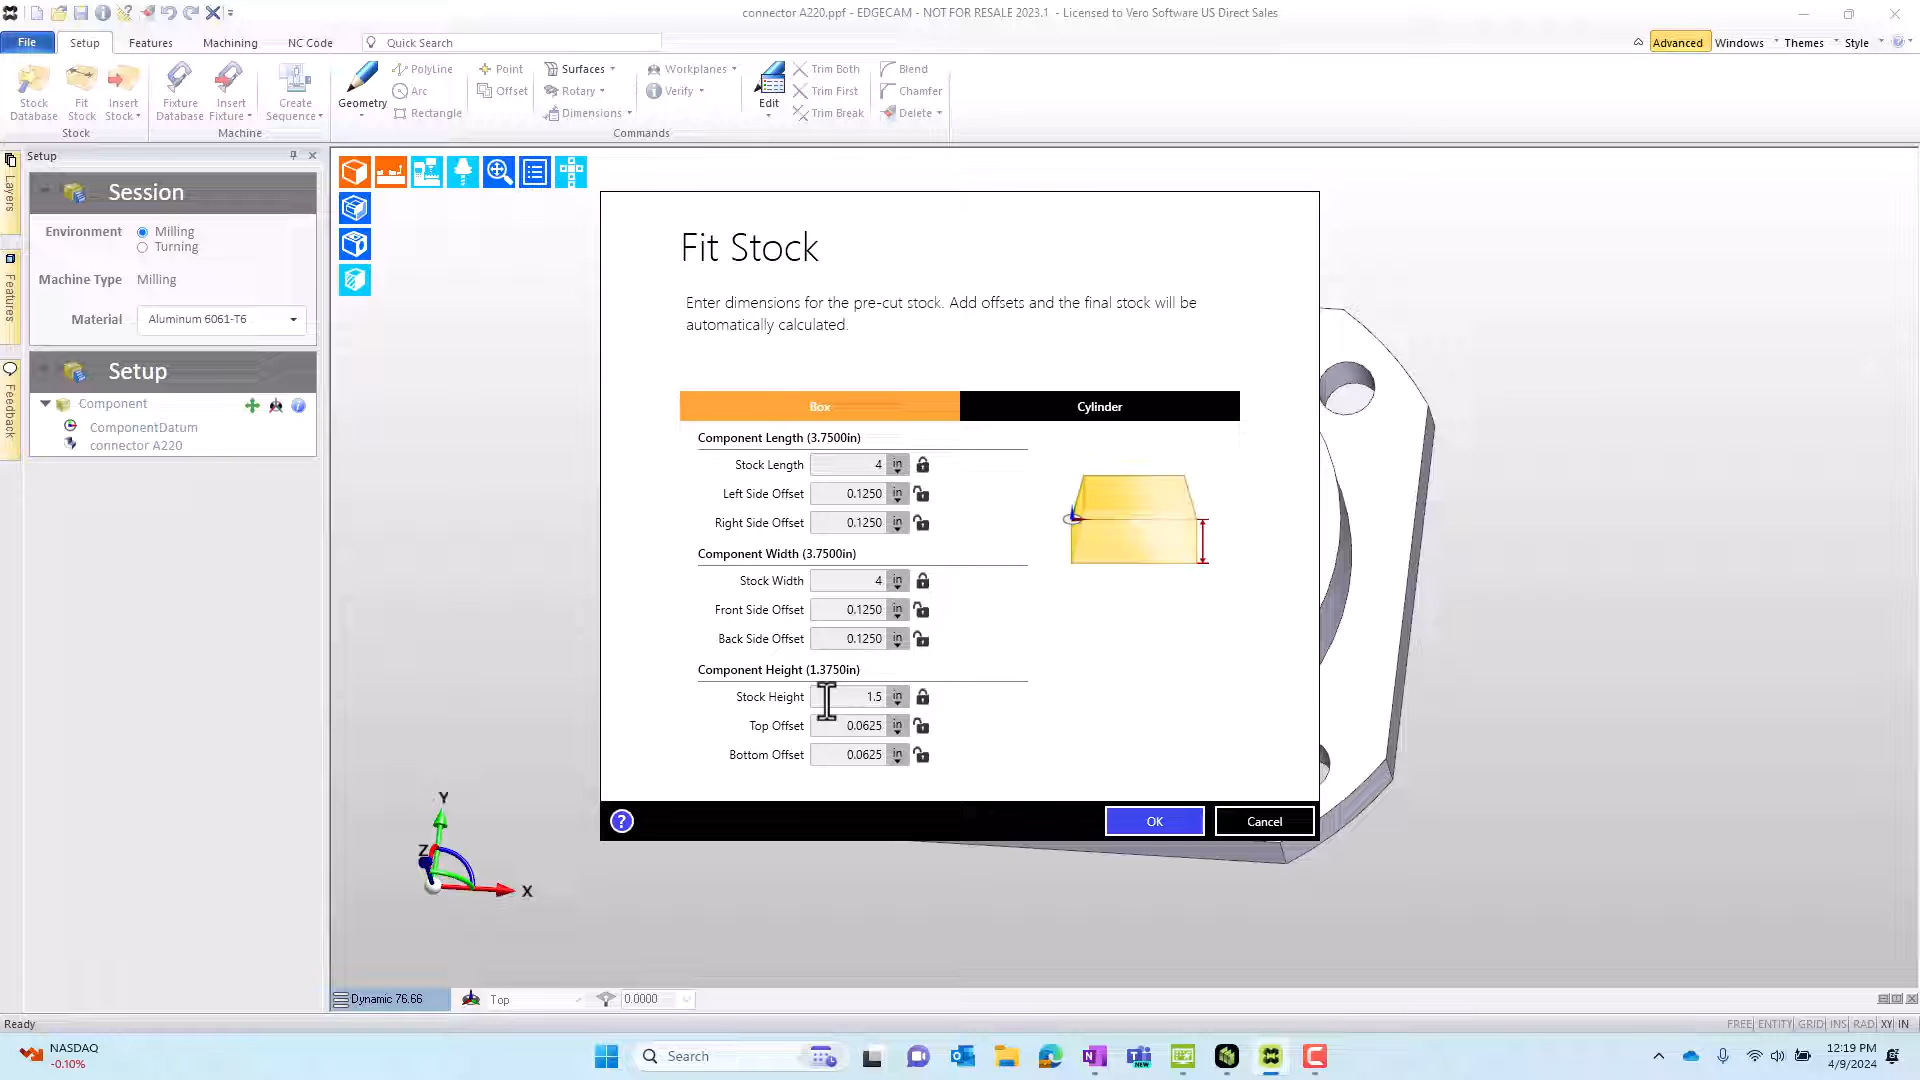 connector A220.ppf - EDGECAM - NOT FOR RESALE 2023.1 - Licensed to Vero Software US Direct Sales
File
Setup
Features
Machining
NC Code
Quick Search
Advanced
Windows
Themes
Style
Stock Database
Fit Stock
Insert Stock
Stock
Fixture Database
Insert Fixture
Create Sequence
Machine
Geometry
PolyLine
Arc
Rectangle
Point
Offset
Surfaces
Rotary
Dimensions
Workplanes
Verify
Edit
Trim Both
Trim First
Trim Break
Blend
Chamfer
Delete
Commands
Layers
Features
Feedback
Setup
Session
Environment
Milling
Turning
Machine Type Milling
Material Aluminum 6061-T6
Setup
Component
ComponentDatum
connector A220
Fit Stock
Enter dimensions for the pre-cut stock. Add offsets and the final stock will be
automatically calculated.
Box
Cylinder
Component Length (3.7500in)
Stock Length 4 in
Left Side Offset 0.1250 in
Right Side Offset 0.1250 in
Component Width (3.7500in)
Stock Width 4 in
Front Side Offset 0.1250 in
Back Side Offset 0.1250 in
Component Height (1.3750in)
Stock Height 1.5 in
Top Offset 0.0625 in
Bottom Offset 0.0625 in
?
OK
Cancel
Y
Z
X
Dynamic 76.66
Top
0.0000
Ready
FREE ENTITY GRID INS RAD XY IN
NASDAQ
-0.10%
Search
NEW
12:19 PM
4/9/2024